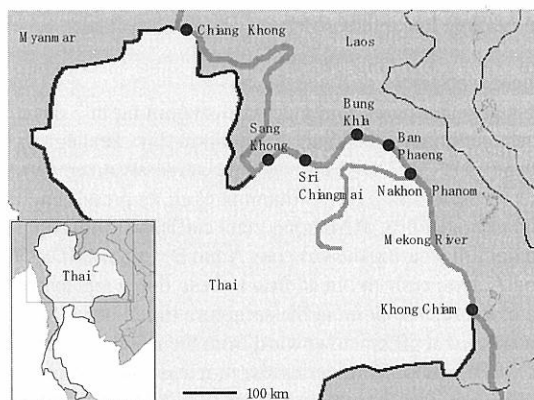 Myanmar
Chiang Khong
Laos
Bung
Khla
Ban
Phaeng
Sang
Khong
Sri
Chiangmai
Nakhon Phanom
Mekong River
Thai
Thai
Khong Chiam
100 km